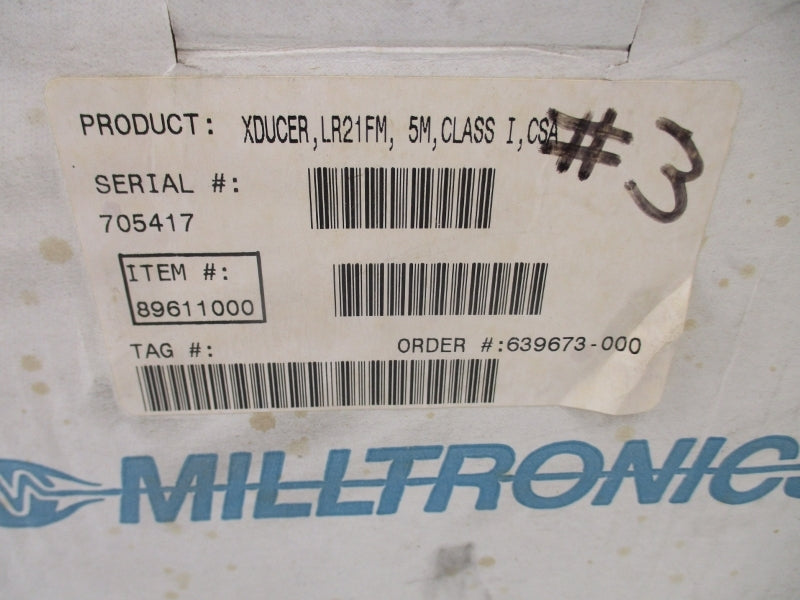 PRODUCT: XDUCER,LR21FM, 5M,CLASS I,CSA
#3
SERIAL #:
705417
ITEM #:
89611000
TAG #:
ORDER #:639673-000
MILLTRONICS